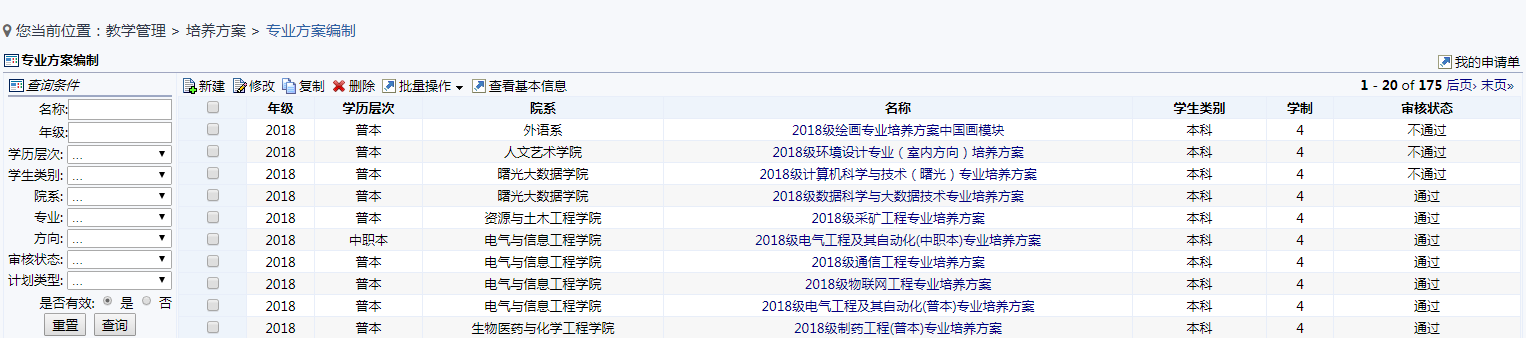 您当前位置：教学管理 > 培养方案 > 专业方案编制
专业方案编制
我的申请单
查询条件
新建 修改 复制 删除 批量操作 查看基本信息
1 - 20 of 175 后页› 末页»
名称:
年级:
学历层次: ...
学生类别: ...
院系: ...
专业: ...
方向: ...
审核状态: ...
计划类型: ...
是否有效: 是 否
重置 查询
年级 学历层次 院系 名称 学生类别 学制 审核状态
2018 普本 外语系 2018级绘画专业培养方案中国画模块 本科 4 不通过
2018 普本 人文艺术学院 2018级环境设计专业（室内方向）培养方案 本科 4 不通过
2018 普本 曙光大数据学院 2018级计算机科学与技术（曙光）专业培养方案 本科 4 不通过
2018 普本 曙光大数据学院 2018级数据科学与大数据技术专业培养方案 本科 4 通过
2018 普本 资源与土木工程学院 2018级采矿工程专业培养方案 本科 4 通过
2018 中职本 电气与信息工程学院 2018级电气工程及其自动化(中职本)专业培养方案 本科 4 通过
2018 普本 电气与信息工程学院 2018级通信工程专业培养方案 本科 4 通过
2018 普本 电气与信息工程学院 2018级物联网工程专业培养方案 本科 4 通过
2018 普本 电气与信息工程学院 2018级电气工程及其自动化(普本)专业培养方案 本科 4 通过
2018 普本 生物医药与化学工程学院 2018级制药工程(普本)专业培养方案 本科 4 通过